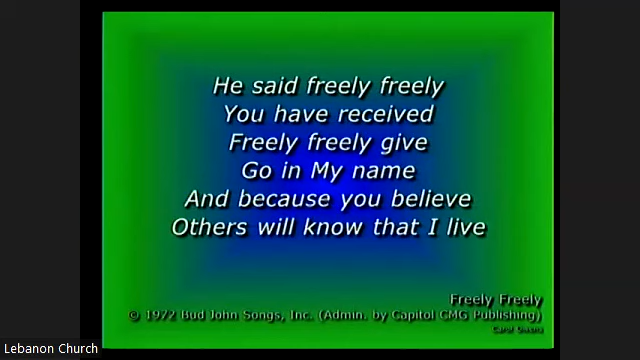 He said freely freely
You have received
Freely freely give
Go in My name
And because you believe
Others will know that I live
Freely Freely
© 1972 Bud John Songs, Inc. (Admin. by Capitol CMG Publishing)
Carol Owens
Lebanon Church